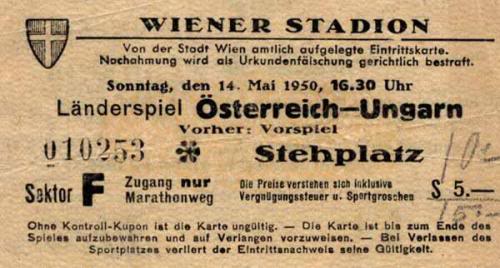 WIENER STADION
Von der Stadt Wien amtlich aufgelegte Eintrittskarte.
Nachahmung wird als Urkundenfälschung gerichtlich bestraft.
Sonntag, den 14. Mai 1950, 16.30 Uhr
Länderspiel Österreich—Ungarn
Vorher: Vorspiel
010253 Stehplatz
Sektor F Zugang nur Marathonweg Die Preise verstehen sich inklusive Vergnügungssteuer u. Sportgroschen S 5.—
Ohne Kontroll-Kupon ist die Karte ungültig. — Die Karte ist bis zum Ende des
Spieles aufzubewahren und auf Verlangen vorzuweisen. — Bei Verlassen des
Sportplatzes verliert der Eintrittsnachweis seine Gültigkeit.